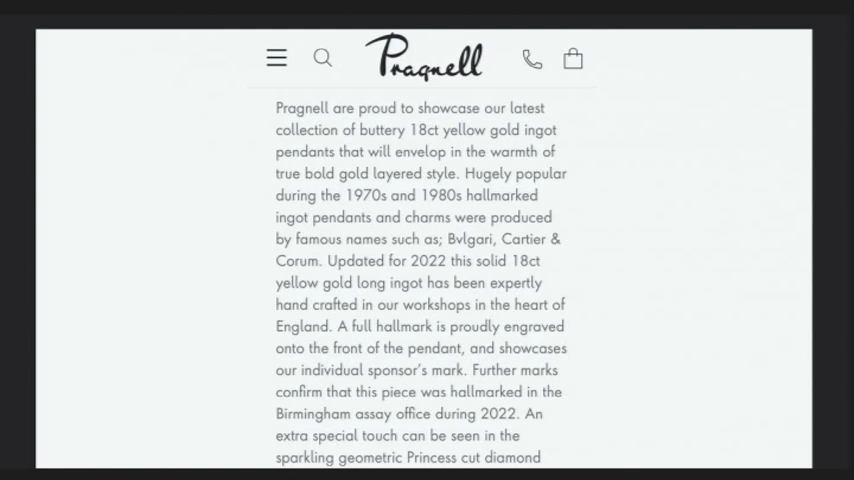 Pragnell
Pragnell are proud to showcase our latest
collection of buttery 18ct yellow gold ingot
pendants that will envelop in the warmth of
true bold gold layered style. Hugely popular
during the 1970s and 1980s hallmarked
ingot pendants and charms were produced
by famous names such as; Bvlgari, Cartier &
Corum. Updated for 2022 this solid 18ct
yellow gold long ingot has been expertly
hand crafted in our workshops in the heart of
England. A full hallmark is proudly engraved
onto the front of the pendant, and showcases
our individual sponsor's mark. Further marks
confirm that this piece was hallmarked in the
Birmingham assay office during 2022. An
extra special touch can be seen in the
sparkling geometric Princess cut diamond